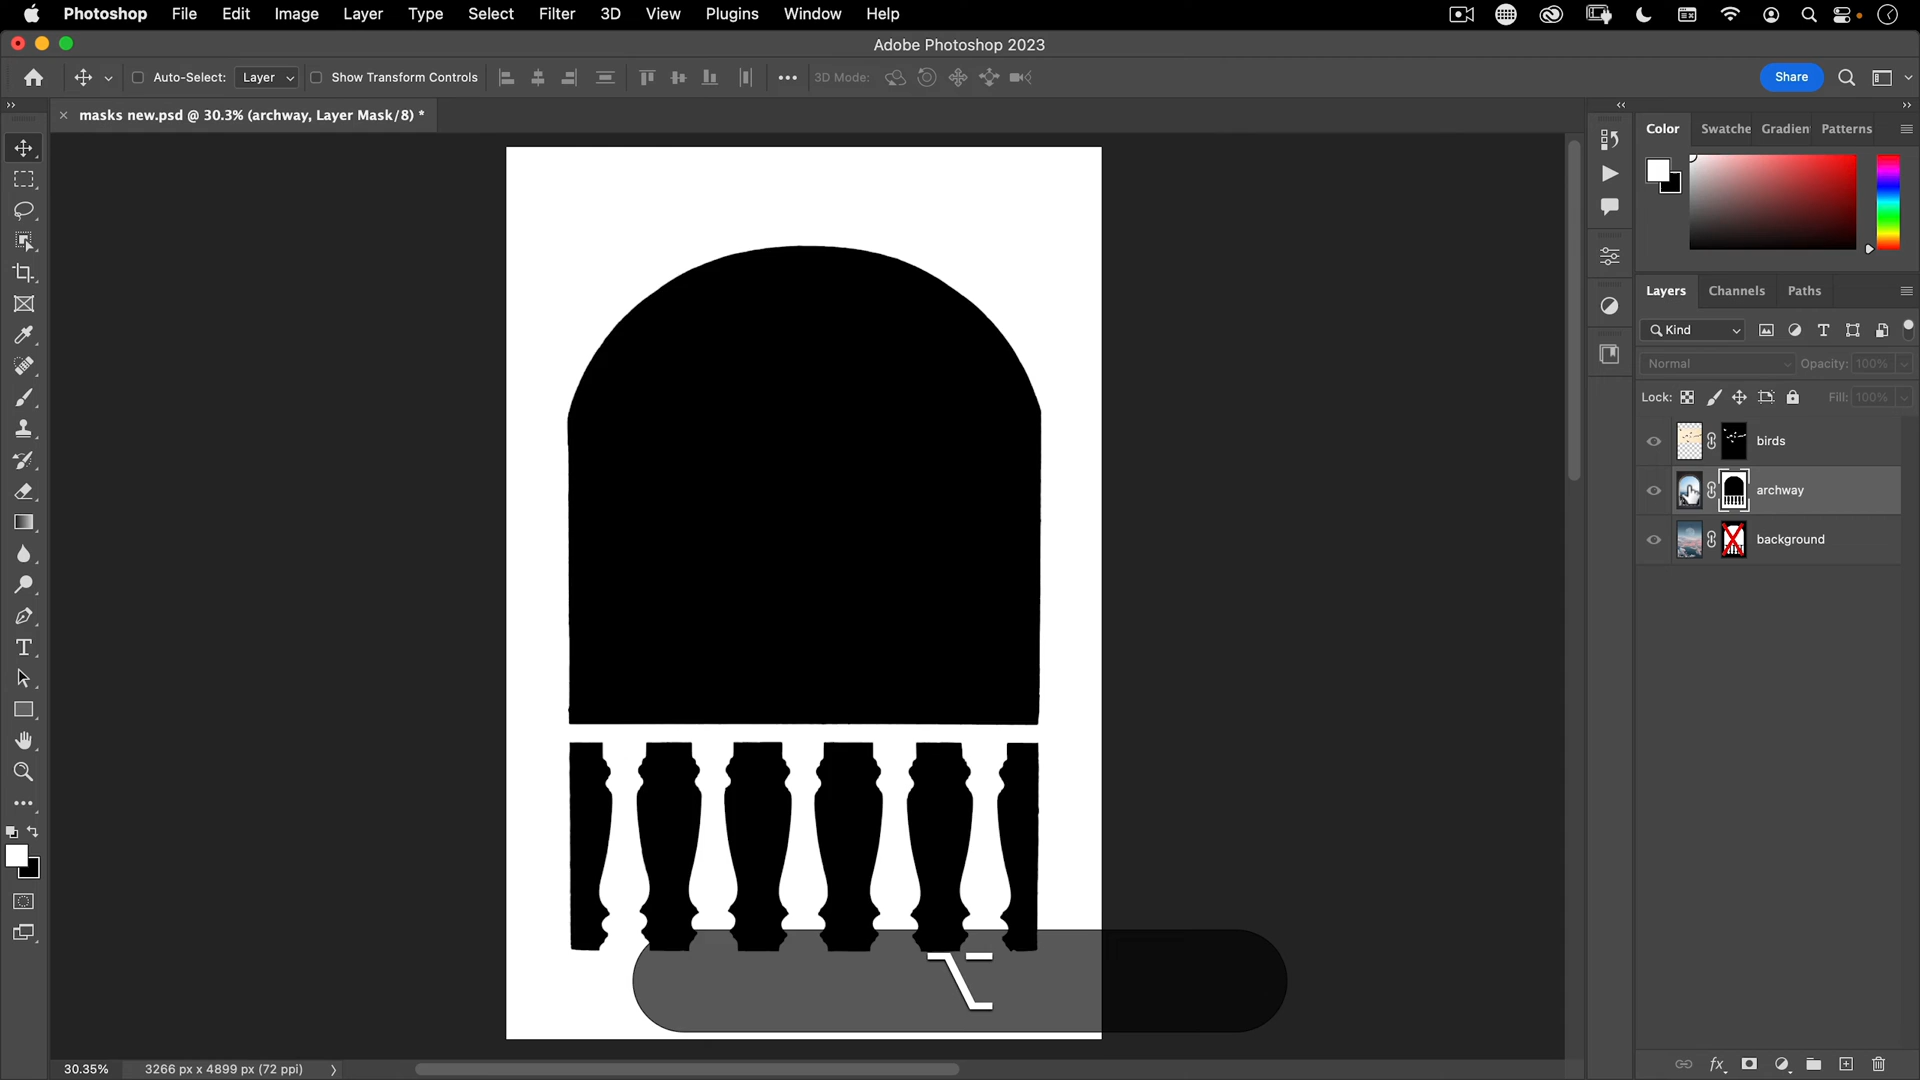 Photoshop File Edit Image Layer Type Select Filter 3D View Plugins Window Help
Adobe Photoshop 2023
Auto-Select: Layer Show Transform Controls 3D Mode: Share
masks new.psd @ 30.3% (archway, Layer Mask/8) *
Color Swatche Gradien Patterns
Layers Channels Paths
Kind
Normal Opacity: 100%
Lock: Fill: 100%
birds
archway
background
30.35% 3266 px x 4899 px (72 ppi)